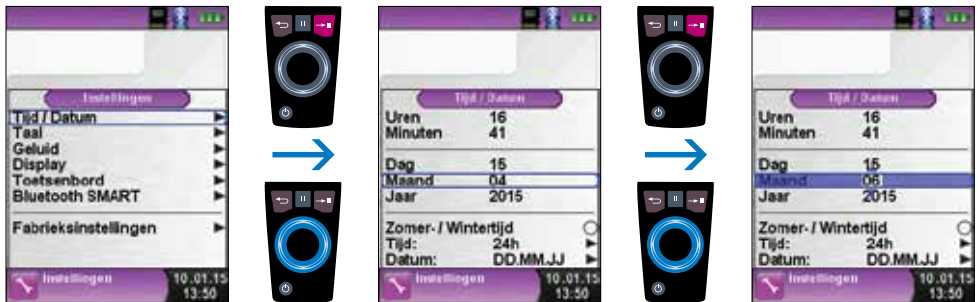 Instellingen
Tijd / Datum
Taal
Geluid
Display
Toetsenbord
Bluetooth SMART
Fabrieksinstellingen
Instellingen
10.01.15
13:50
Tijd / Datum
Uren 16
Minuten 41
Dag 15
Maand 04
Jaar 2015
Zomer- / Wintertijd
Tijd: 24h
Datum: DD.MM.JJ
Instellingen
10.01.15
13:50
Tijd / Datum
Uren 16
Minuten 41
Dag 15
Maand 06
Jaar 2015
Zomer- / Wintertijd
Tijd: 24h
Datum: DD.MM.JJ
Instellingen
10.01.15
13:50